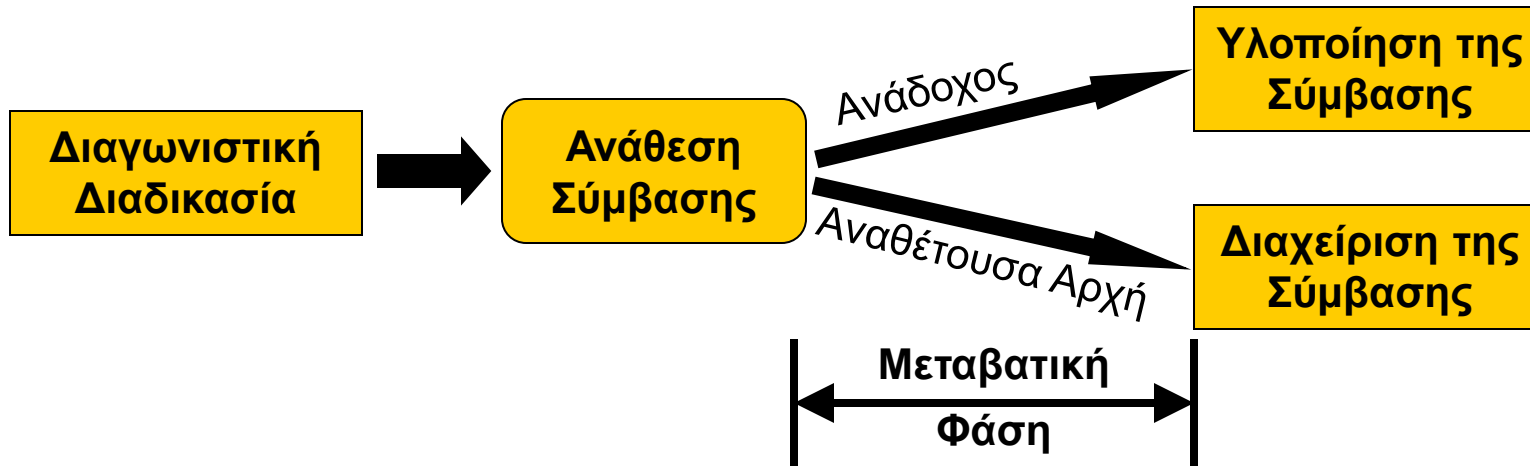 Διαγωνιστική
Διαδικασία
Ανάθεση
Σύμβασης
Ανάδοχος
Αναθέτουσα Αρχή
Υλοποίηση της
Σύμβασης
Διαχείριση της
Σύμβασης
Μεταβατική
Φάση